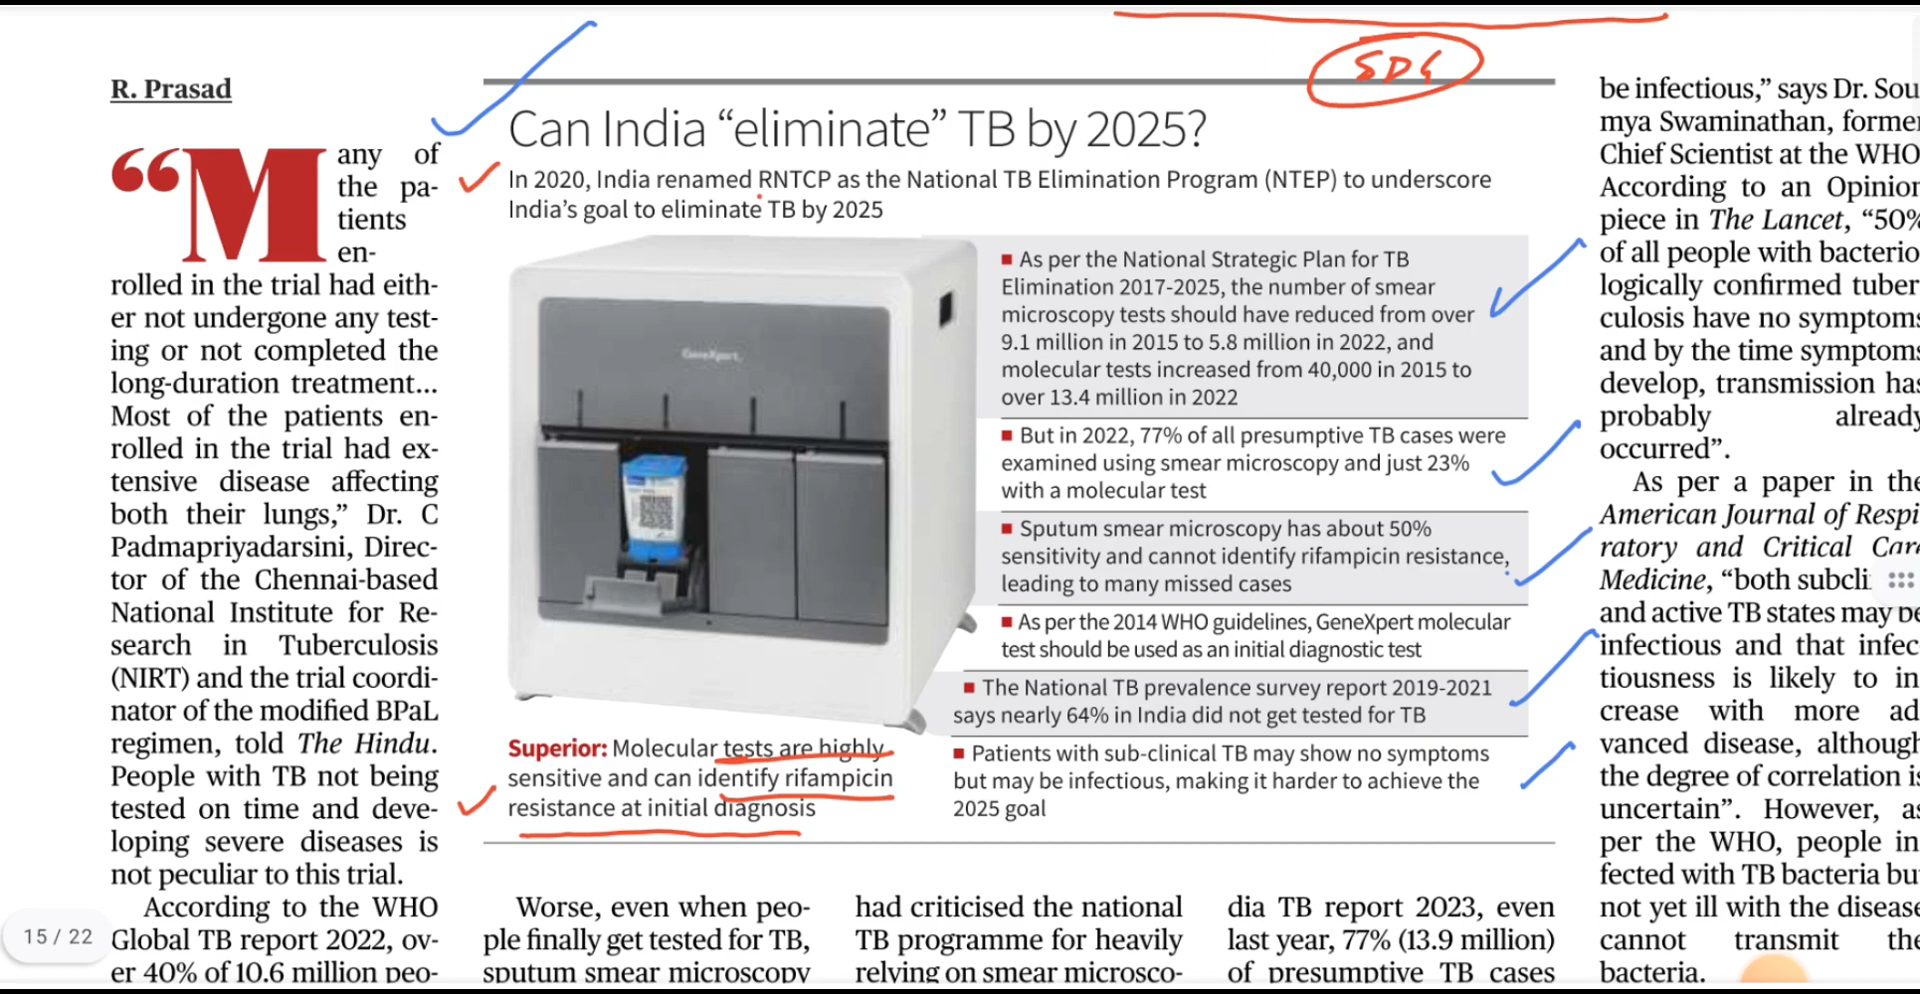 SDG
R. Prasad
“Many of
the pa-
tients
en-
rolled in the trial had eith-
er not undergone any test-
ing or not completed the
long-duration treatment...
Most of the patients en-
rolled in the trial had ex-
tensive disease affecting
both their lungs,” Dr. C
Padmapriyadarsini, Direc-
tor of the Chennai-based
National Institute for Re-
search in Tuberculosis
(NIRT) and the trial coordi-
nator of the modified BPaL
regimen, told The Hindu.
People with TB not being
tested on time and deve-
loping severe diseases is
not peculiar to this trial.
According to the WHO
Global TB report 2022, ov-
er 40% of 10.6 million peo-
Can India “eliminate” TB by 2025?
In 2020, India renamed RNTCP as the National TB Elimination Program (NTEP) to underscore
India’s goal to eliminate TB by 2025
GeneXpert
■ As per the National Strategic Plan for TB
Elimination 2017-2025, the number of smear
microscopy tests should have reduced from over
9.1 million in 2015 to 5.8 million in 2022, and
molecular tests increased from 40,000 in 2015 to
over 13.4 million in 2022
■ But in 2022, 77% of all presumptive TB cases were
examined using smear microscopy and just 23%
with a molecular test
■ Sputum smear microscopy has about 50%
sensitivity and cannot identify rifampicin resistance,
leading to many missed cases
■ As per the 2014 WHO guidelines, GeneXpert molecular
test should be used as an initial diagnostic test
■ The National TB prevalence survey report 2019-2021
says nearly 64% in India did not get tested for TB
■ Patients with sub-clinical TB may show no symptoms
but may be infectious, making it harder to achieve the
2025 goal
Superior: Molecular tests are highly
sensitive and can identify rifampicin
resistance at initial diagnosis
Worse, even when peo-
ple finally get tested for TB,
sputum smear microscopy
had criticised the national
TB programme for heavily
relying on smear microsco-
dia TB report 2023, even
last year, 77% (13.9 million)
of presumptive TB cases
be infectious,” says Dr. Sou
mya Swaminathan, former
Chief Scientist at the WHO
According to an Opinion
piece in The Lancet, “50%
of all people with bacterio
logically confirmed tuber
culosis have no symptoms
and by the time symptoms
develop, transmission has
probably already
occurred”.
As per a paper in the
American Journal of Respi
ratory and Critical Care
Medicine, “both subcli
and active TB states may be
infectious and that infec
tiousness is likely to in
crease with more ad
vanced disease, although
the degree of correlation is
uncertain”. However, as
per the WHO, people in
fected with TB bacteria but
not yet ill with the disease
cannot transmit the
bacteria.
15 / 22